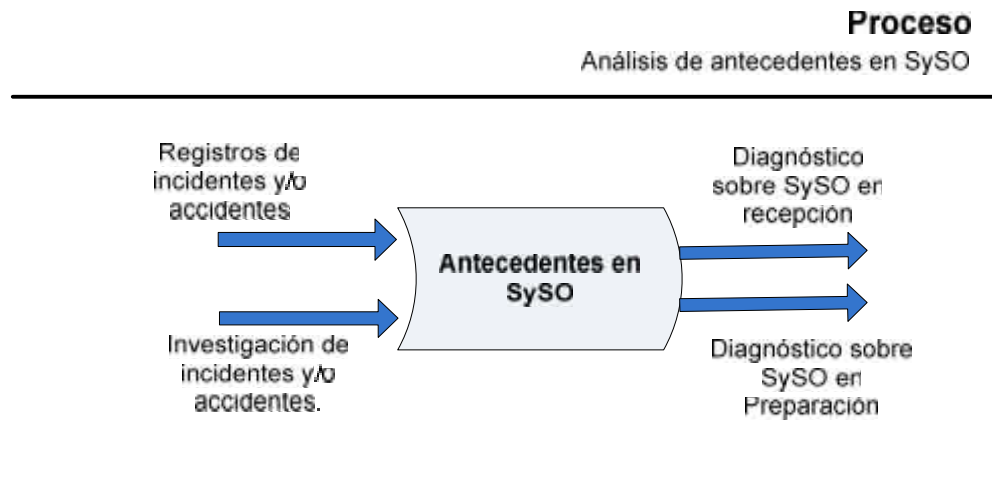 Proceso
Análisis de antecedentes en SySO
Registros de
incidentes y/o
accidentes
Investigación de
incidentes y/o
accidentes.
Antecedentes en
SySO
Diagnóstico
sobre SySO en
recepción
Diagnóstico sobre
SySO en
Preparación